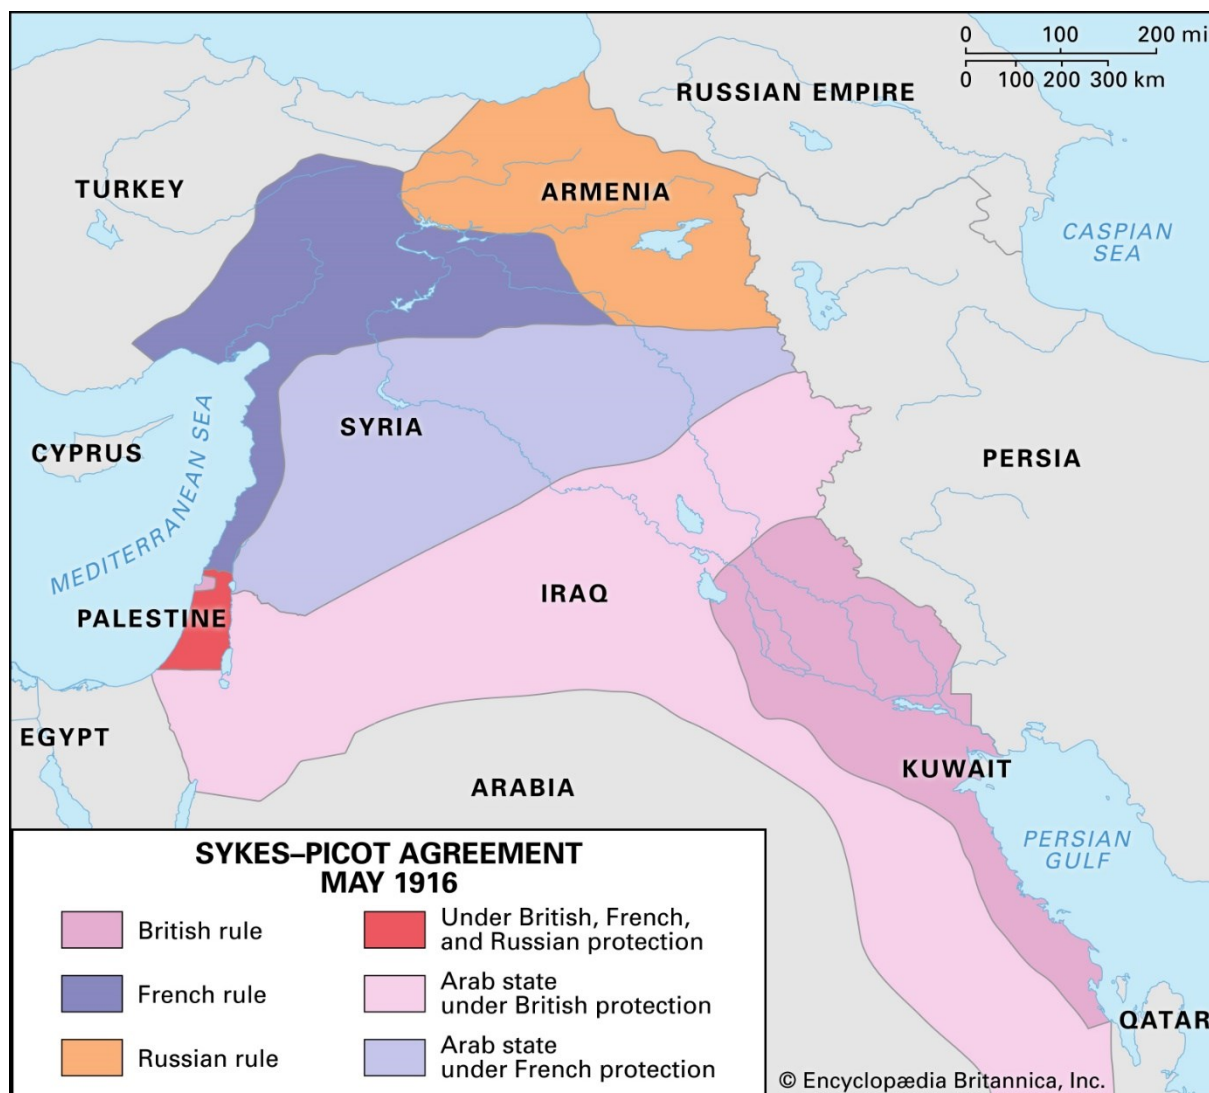 0 100 200 mi
0 100 200 300 km
RUSSIAN EMPIRE
TURKEY
ARMENIA
CASPIAN
SEA
CYPRUS
MEDITERRANEAN SEA
SYRIA
PERSIA
PALESTINE
IRAQ
EGYPT
ARABIA
KUWAIT
PERSIAN
GULF
QATAR
SYKES–PICOT AGREEMENT
MAY 1916
British rule
French rule
Russian rule
Under British, French,
and Russian protection
Arab state
under British protection
Arab state
under French protection
© Encyclopædia Britannica, Inc.